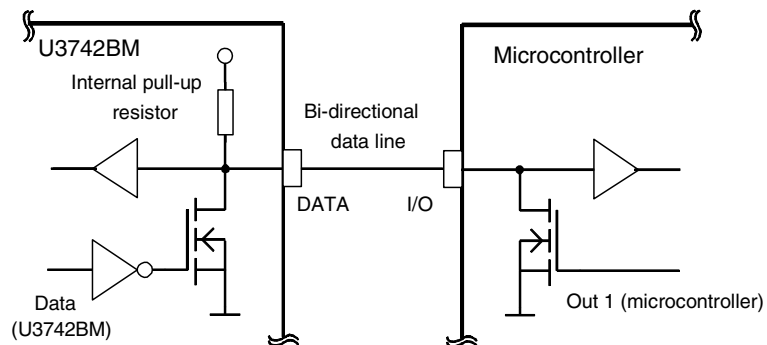 U3742BM
Microcontroller
Internal pull-up
resistor
Bi-directional
data line
DATA
I/O
Data
(U3742BM)
Out 1 (microcontroller)